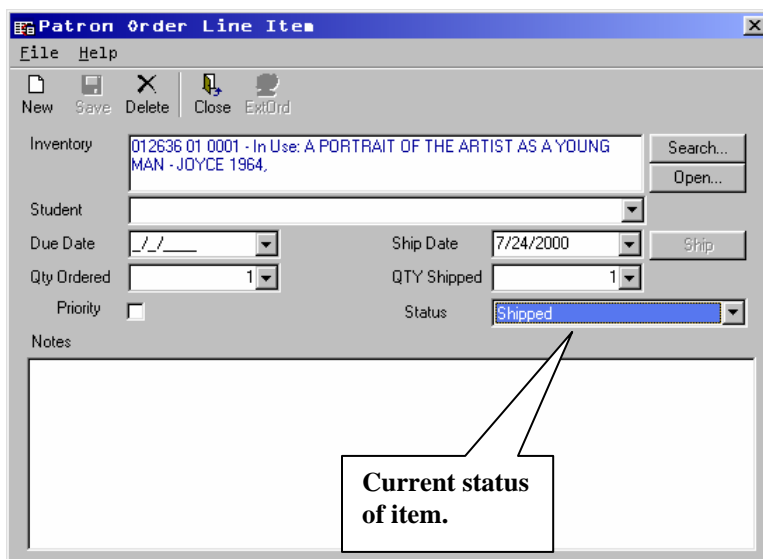 Patron Order Line Item
File Help
New Save Delete Close ExtOrd
Inventory 012636 01 0001 - In Use: A PORTRAIT OF THE ARTIST AS A YOUNG Search...
MAN - JOYCE 1964, Open...
Student
Due Date _/_/____ Ship Date 7/24/2000 Ship
Qty Ordered 1 QTY Shipped 1
Priority Status Shipped
Notes
Current status
of item.